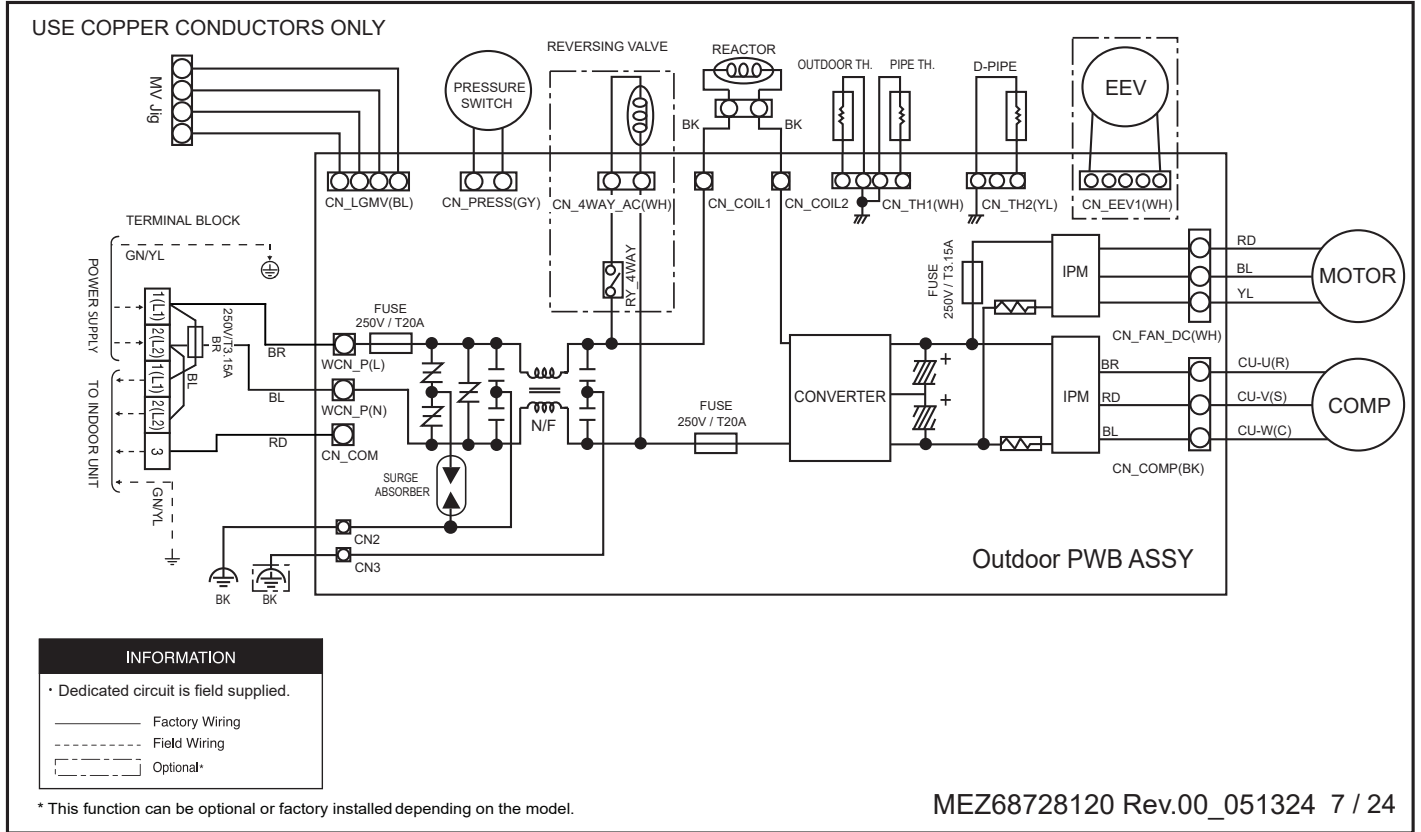 USE COPPER CONDUCTORS ONLY
MV Jig
PRESSURE
SWITCH
REVERSING VALVE
REACTOR
OUTDOOR TH.
PIPE TH.
D-PIPE
EEV
BK
BK
CN_LGMV(BL)
CN_PRESS(GY)
CN_4WAY_AC(WH)
CN_COIL1
CN_COIL2
CN_TH1(WH)
CN_TH2(YL)
CN_EEV1(WH)
TERMINAL BLOCK
GN/YL
POWER SUPPLY
TO INDOOR UNIT
1(L1)
2(L2)
1(L1)
2(L2)
3
250V/T3.15A
BR
BL
GN/YL
BR
BL
RD
WCN_P(L)
WCN_P(N)
CN_COM
FUSE
250V / T20A
RY_4WAY
N/F
SURGE
ABSORBER
CN2
CN3
BK
BK
FUSE
250V / T20A
CONVERTER
+
+
FUSE
250V / T3.15A
IPM
RD
BL
YL
MOTOR
CN_FAN_DC(WH)
IPM
BR
RD
BL
CU-U(R)
CU-V(S)
CU-W(C)
COMP
CN_COMP(BK)
Outdoor PWB ASSY
INFORMATION
· Dedicated circuit is field supplied.
Factory Wiring
Field Wiring
Optional*
* This function can be optional or factory installed depending on the model.
MEZ68728120 Rev.00_051324 7 / 24